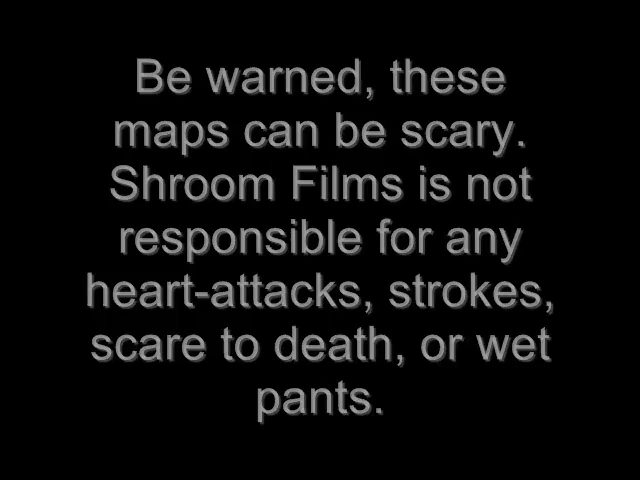 Be warned, these
maps can be scary.
Shroom Films is not
responsible for any
heart-attacks, strokes,
scare to death, or wet
pants.